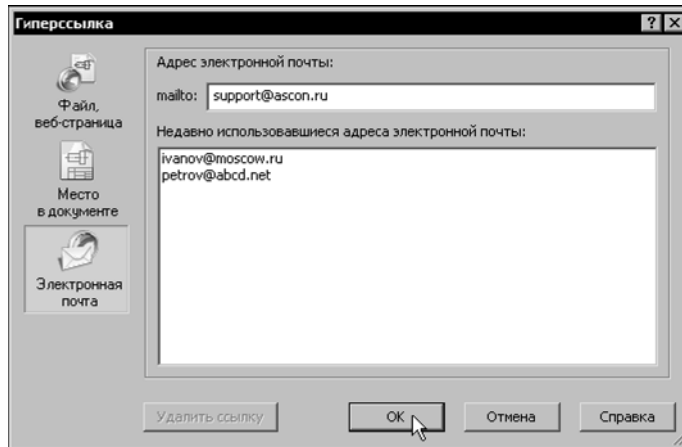 Гиперссылка
Файл,
веб-страница
Место
в документе
Электронная
почта
Адрес электронной почты:
mailto: support@ascon.ru
Недавно использовавшиеся адреса электронной почты:
ivanov@moscow.ru
petrov@abcd.net
Удалить ссылку
ОК
Отмена
Справка